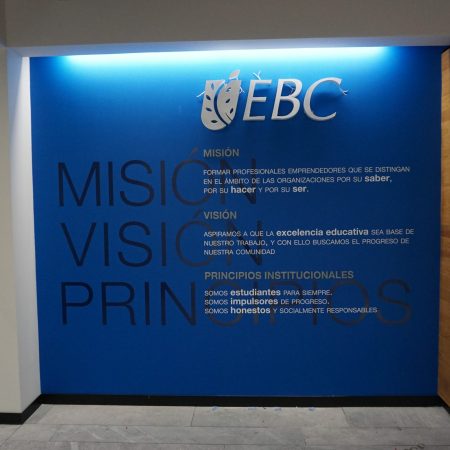 EBC
MISIÓN
FORMAR PROFESIONALES EMPRENDEDORES QUE SE DISTINGAN
EN EL ÁMBITO DE LAS ORGANIZACIONES POR SU saber,
POR SU hacer Y POR SU ser.
VISIÓN
ASPIRAMOS A QUE LA excelencia educativa SEA BASE DE
NUESTRO TRABAJO, Y CON ELLO BUSCAMOS EL PROGRESO DE
NUESTRA COMUNIDAD
PRINCIPIOS INSTITUCIONALES
SOMOS estudiantes PARA SIEMPRE.
SOMOS impulsores DE PROGRESO.
SOMOS honestos Y SOCIALMENTE RESPONSABLES
MISIÓN
VISIÓN
PRINCIPIOS